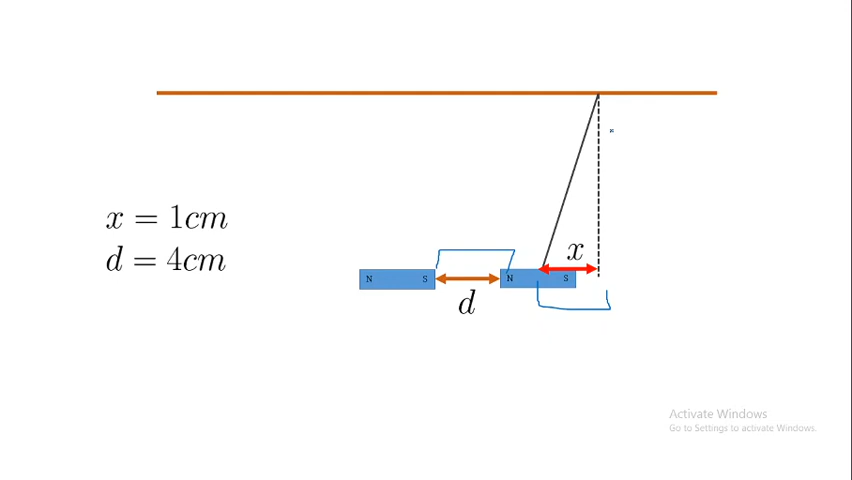 x = 1cm
d = 4cm
x
N S
N S
d
Activate Windows
Go to Settings to activate Windows.